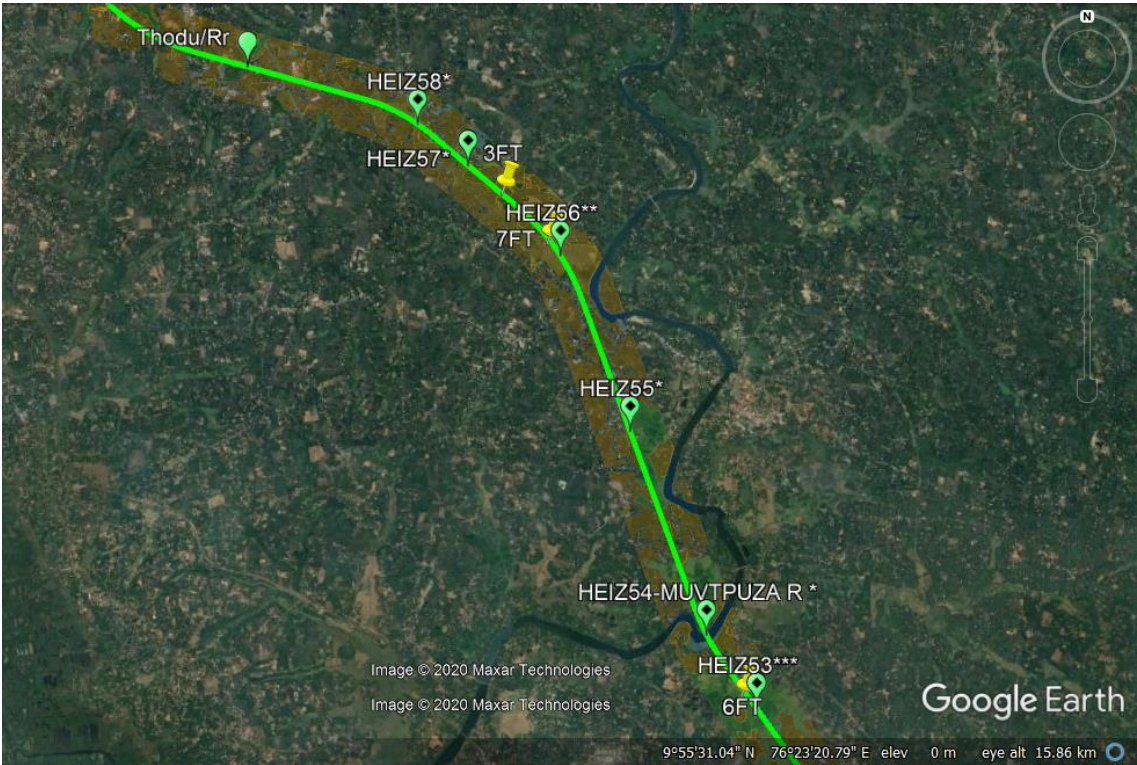 N
Thodu/Rr
HEIZ58*
HEIZ57*
3FT
HEIZ56**
7FT
HEIZ55*
HEIZ54-MUVTPUZA R *
HEIZ53***
6FT
Image © 2020 Maxar Technologies
Image © 2020 Maxar Technologies
Google Earth
9°55'31.04" N 76°23'20.79" E elev 0 m eye alt 15.86 km